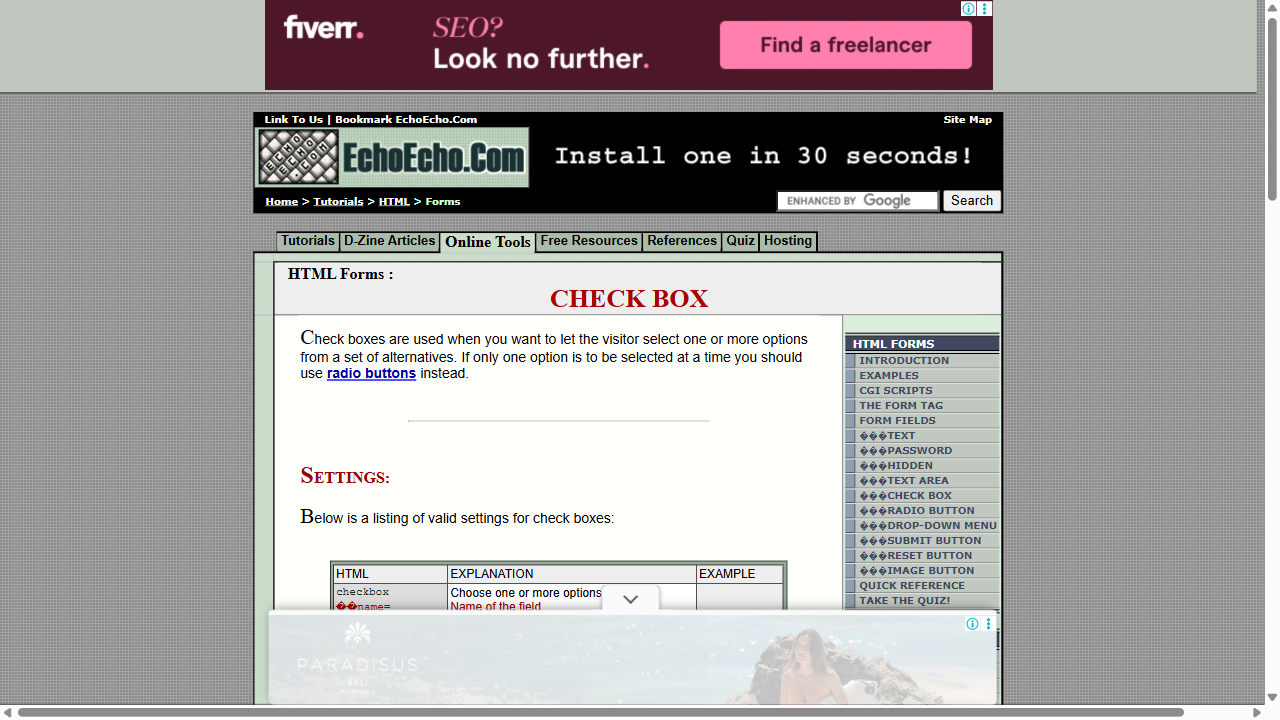 fiverr.
SEO?
Look no further.
Find a freelancer
Link To Us | Bookmark EchoEcho.Com
Site Map
ECHO ECHO .COM
EchoEcho.Com
Install one in 30 seconds!
Home > Tutorials > HTML > Forms
ENHANCED BY Google
Search
Tutorials
D-Zine Articles
Online Tools
Free Resources
References
Quiz
Hosting
HTML Forms :
CHECK BOX
Check boxes are used when you want to let the visitor select one or more options
from a set of alternatives. If only one option is to be selected at a time you should
use radio buttons instead.
SETTINGS:
Below is a listing of valid settings for check boxes:
HTML
EXPLANATION
EXAMPLE
checkbox
Choose one or more options
��name=
Name of the field
HTML FORMS
INTRODUCTION
EXAMPLES
CGI SCRIPTS
THE FORM TAG
FORM FIELDS
���TEXT
���PASSWORD
���HIDDEN
���TEXT AREA
���CHECK BOX
���RADIO BUTTON
���DROP-DOWN MENU
���SUBMIT BUTTON
���RESET BUTTON
���IMAGE BUTTON
QUICK REFERENCE
TAKE THE QUIZ!
PARADISUS
BALI
INDONESIA